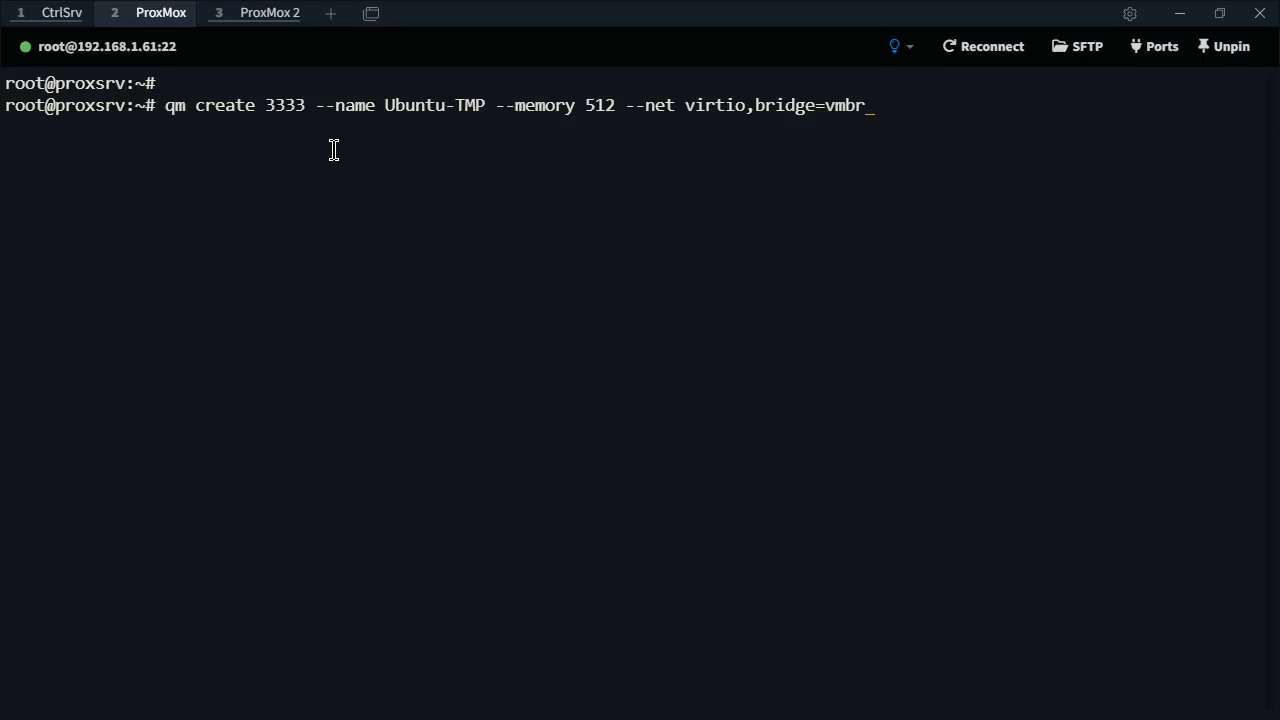 1 CtrlSrv 2 ProxMox 3 ProxMox 2
root@192.168.1.61:22 Reconnect SFTP Ports Unpin
root@proxsrv:~#
root@proxsrv:~# qm create 3333 --name Ubuntu-TMP --memory 512 --net virtio,bridge=vmbr_